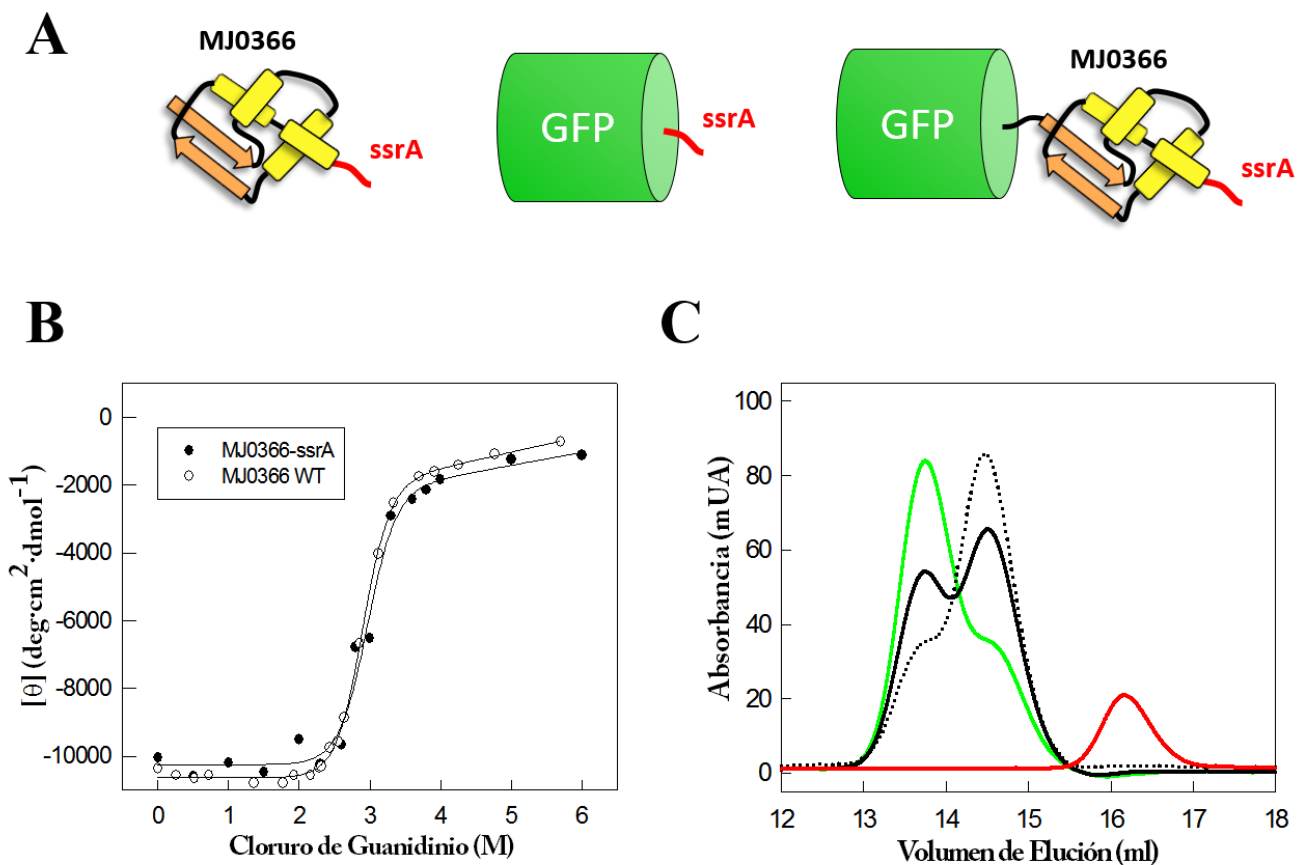 A
MJ0366
ssrA
GFP
ssrA
GFP
MJ0366
ssrA
B
[θ] (deg·cm²·dmol⁻¹)
0
-2000
-4000
-6000
-8000
-10000
MJ0366-ssrA
MJ0366 WT
0 1 2 3 4 5 6
Cloruro de Guanidinio (M)
C
Absorbancia (mUA)
100
80
60
40
20
0
12 13 14 15 16 17 18
Volumen de Elución (ml)